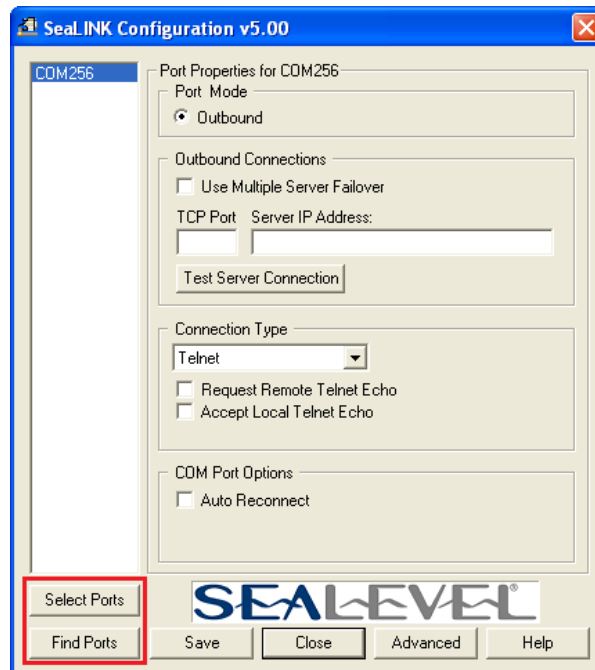 SeaLINK Configuration v5.00
COM256
Port Properties for COM256
Port Mode
Outbound
Outbound Connections
Use Multiple Server Failover
TCP Port Server IP Address:
Test Server Connection
Connection Type
Telnet
Request Remote Telnet Echo
Accept Local Telnet Echo
COM Port Options
Auto Reconnect
Select Ports
SEALEVEL®
Find Ports Save Close Advanced Help